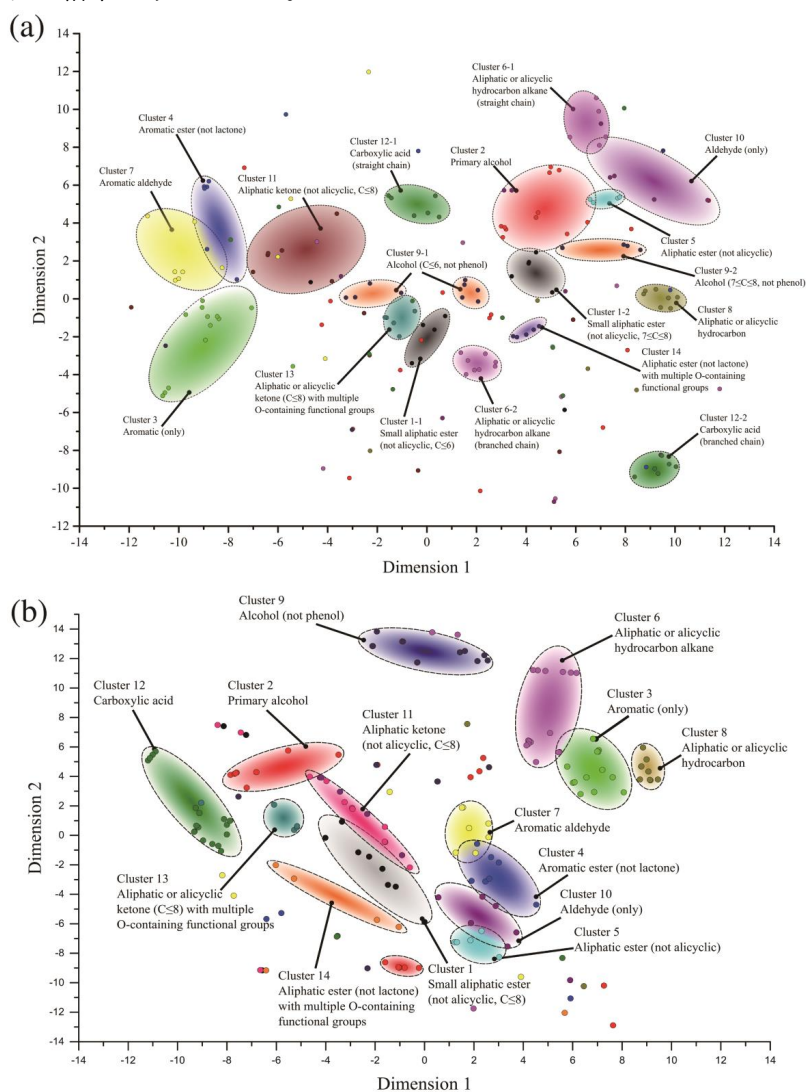 (a)
Cluster 6-1
Aliphatic or alicyclic
hydrocarbon alkane
(straight chain)
Cluster 4
Aromatic ester (not lactone)
Cluster 12-1
Carboxylic acid
(straight chain)
Cluster 2
Primary alcohol
Cluster 10
Aldehyde (only)
Cluster 7
Aromatic aldehyde
Cluster 11
Aliphatic ketone (not alicyclic, C≤8)
Cluster 5
Aliphatic ester (not alicyclic)
Cluster 9-1
Alcohol (C≤6, not phenol)
Cluster 9-2
Alcohol (7≤C≤8, not phenol)
Cluster 1-2
Small aliphatic ester
(not alicyclic, 7≤C≤8)
Cluster 8
Aliphatic or alicyclic
hydrocarbon
Cluster 13
Aliphatic or alicyclic
ketone (C≤8) with multiple
O-containing functional groups
Cluster 14
Aliphatic ester (not lactone)
with multiple O-containing
functional groups
Cluster 3
Aromatic (only)
Cluster 1-1
Small aliphatic ester
(not alicyclic, C≤6)
Cluster 6-2
Aliphatic or alicyclic
hydrocarbon alkane
(branched chain)
Cluster 12-2
Carboxylic acid
(branched chain)
14
12
10
8
6
4
2
0
-2
-4
-6
-8
-10
-12
Dimension 2
-14 -12 -10 -8 -6 -4 -2 0 2 4 6 8 10 12 14
Dimension 1
(b)
Cluster 9
Alcohol (not phenol)
Cluster 6
Aliphatic or alicyclic
hydrocarbon alkane
Cluster 12
Carboxylic acid
Cluster 2
Primary alcohol
Cluster 11
Aliphatic ketone
(not alicyclic, C≤8)
Cluster 3
Aromatic (only)
Cluster 8
Aliphatic or alicyclic
hydrocarbon
Cluster 7
Aromatic aldehyde
Cluster 4
Aromatic ester (not lactone)
Cluster 13
Aliphatic or alicyclic
ketone (C≤8) with multiple
O-containing functional groups
Cluster 10
Aldehyde (only)
Cluster 5
Aliphatic ester (not alicyclic)
Cluster 14
Aliphatic ester (not lactone)
with multiple O-containing
functional groups
Cluster 1
Small aliphatic ester
(not alicyclic, C≤8)
14
12
10
8
6
4
2
0
-2
-4
-6
-8
-10
-12
-14
Dimension 2
-14 -12 -10 -8 -6 -4 -2 0 2 4 6 8 10 12 14
Dimension 1